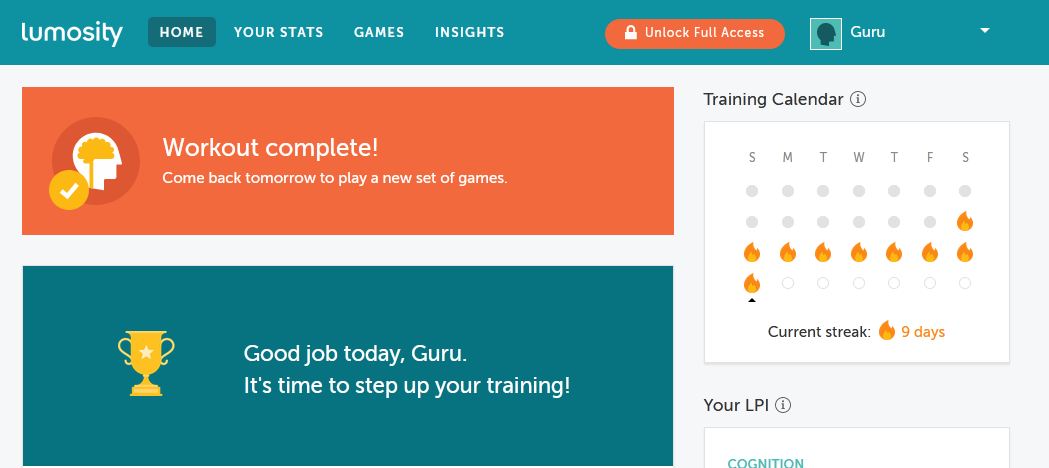 lumosity
HOME YOUR STATS GAMES INSIGHTS
Unlock Full Access
Guru
Workout complete!
Come back tomorrow to play a new set of games.
Good job today, Guru.
It's time to step up your training!
Training Calendar
S M T W T F S
Current streak: 9 days
Your LPI
COGNITION